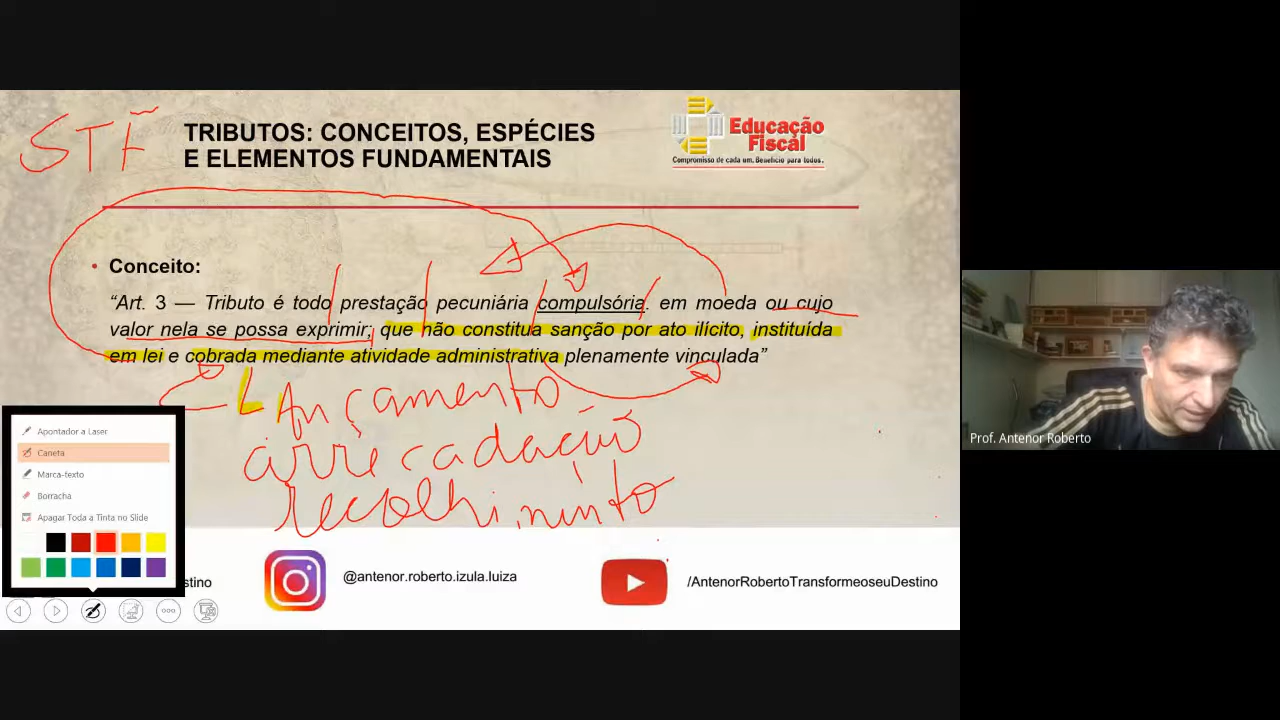 STF
TRIBUTOS: CONCEITOS, ESPÉCIES
E ELEMENTOS FUNDAMENTAIS
Educação
Fiscal
Compromisso de cada um. Benefício para todos.
• Conceito:
“Art. 3 — Tributo é todo prestação pecuniária compulsória. em moeda ou cujo
valor nela se possa exprimir; que não constitua sanção por ato ilícito, instituída
em lei e cobrada mediante atividade administrativa plenamente vinculada”
Lançamento
arrecadação
recolhimento
Apontador a Laser
Caneta
Marca-texto
Borracha
Apagar Toda a Tinta no Slide
stino
@antenor.roberto.izula.luiza
/AntenorRobertoTransformeoseuDestino
Prof. Antenor Roberto